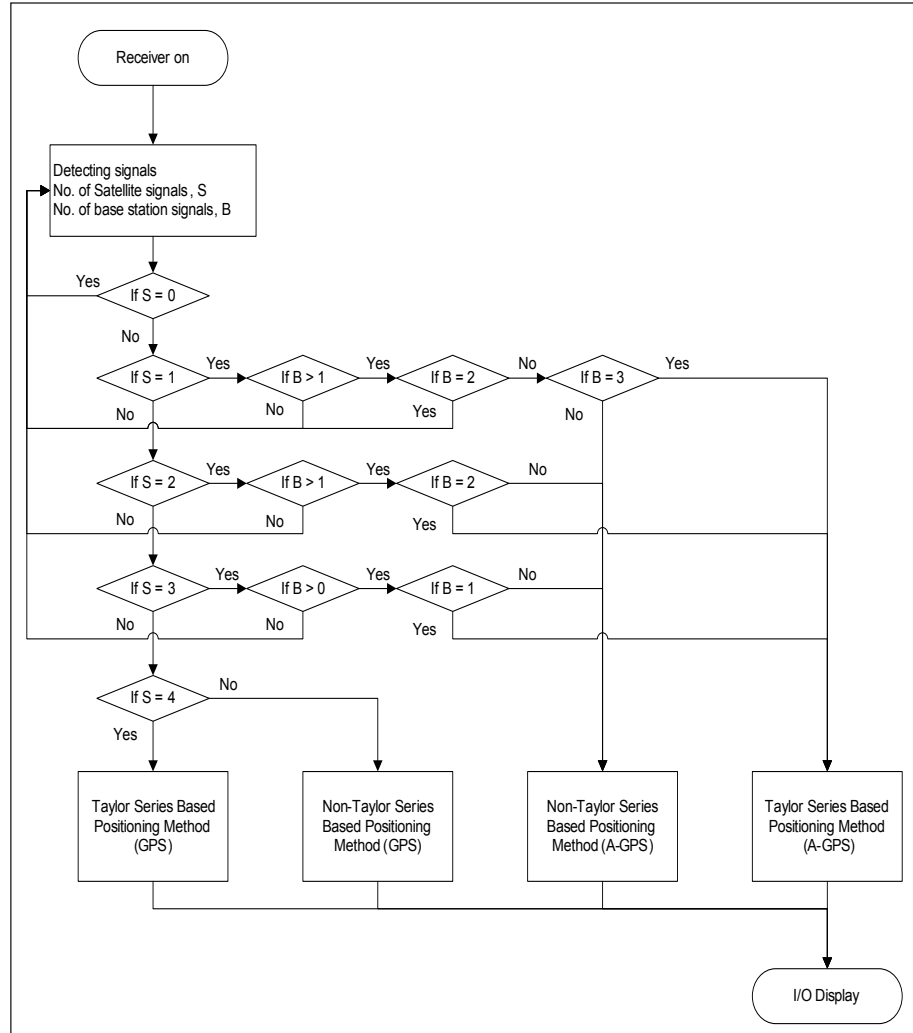 Receiver on
Detecting signals
No. of Satellite signals , S
No. of base station signals, B
Yes
If S = 0
No
If S = 1
Yes
If B > 1
Yes
If B = 2
No
If B = 3
Yes
No
No
Yes
No
If S = 2
Yes
If B > 1
Yes
If B = 2
No
No
No
Yes
If S = 3
Yes
If B > 0
Yes
If B = 1
No
No
No
Yes
If S = 4
No
Yes
Taylor Series Based
Positioning Method
(GPS)
Non-Taylor Series
Based Positioning
Method (GPS)
Non-Taylor Series
Based Positioning
Method (A-GPS)
Taylor Series Based
Positioning Method
(A-GPS)
I/O Display